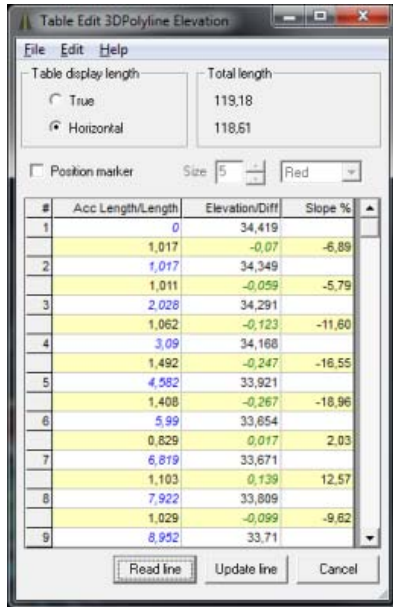 Table Edit 3DPolyline Elevation
File Edit Help
Table display length
Total length
True
119,18
Horizontal
118,61
Position marker Size 5 Red
# Acc Length/Length Elevation/Diff Slope %
1 0 34,419
1,017 -0,07 -6,89
2 1,017 34,349
1,011 -0,059 -5,79
3 2,028 34,291
1,062 -0,123 -11,60
4 3,09 34,168
1,492 -0,247 -16,55
5 4,582 33,921
1,408 -0,267 -18,96
6 5,99 33,654
0,829 0,017 2,03
7 6,819 33,671
1,103 0,139 12,57
8 7,922 33,809
1,029 -0,099 -9,62
9 8,952 33,71
Read line Update line Cancel